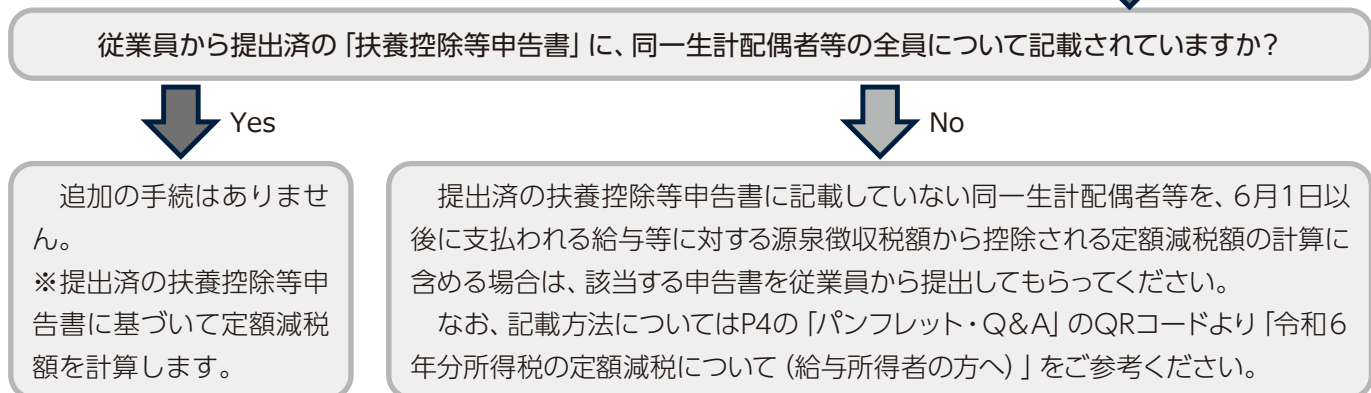 従業員から提出済の「扶養控除等申告書」に、同一生計配偶者等の全員について記載されていますか?
Yes
No
追加の手続はありませ
ん。
※提出済の扶養控除等申
告書に基づいて定額減税
額を計算します。
提出済の扶養控除等申告書に記載していない同一生計配偶者等を、6月1日以
後に支払われる給与等に対する源泉徴収税額から控除される定額減税額の計算に
含める場合は、該当する申告書を従業員から提出してもらってください。
なお、記載方法についてはP4の「パンフレット・Q&A」のQRコードより「令和6
年分所得税の定額減税について(給与所得者の方へ)」をご参考ください。